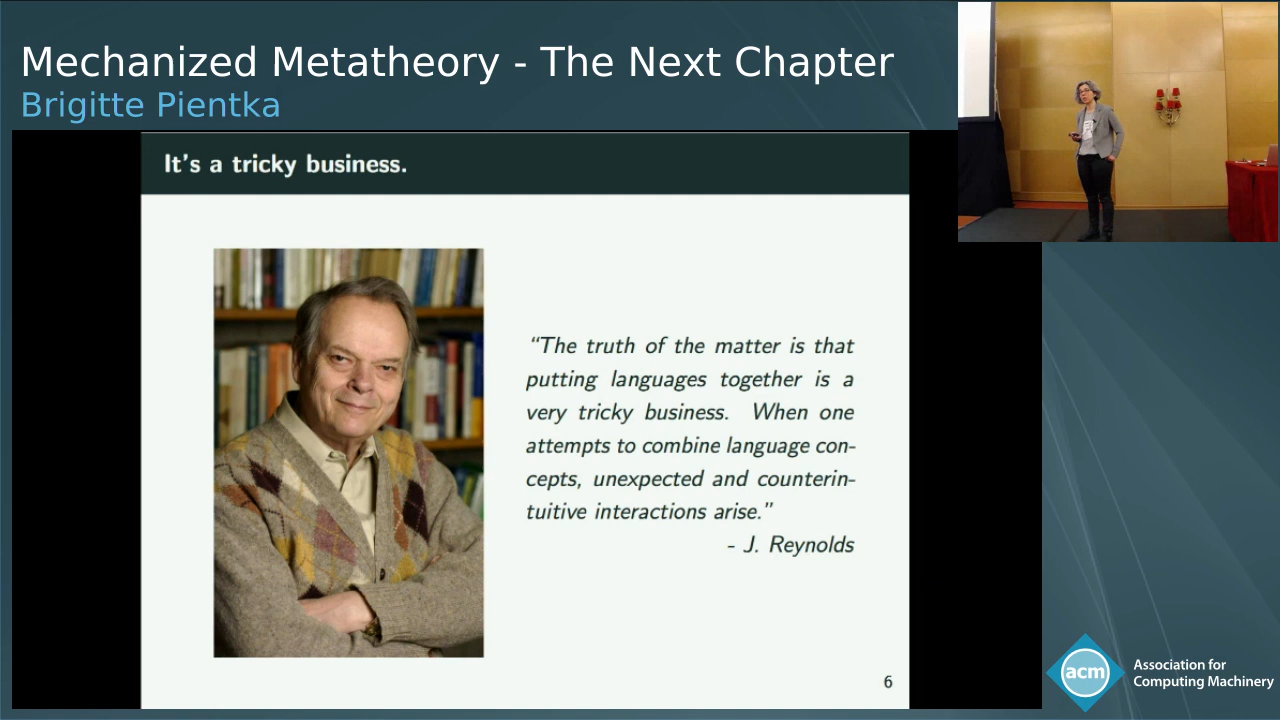 Mechanized Metatheory - The Next Chapter
Brigitte Pientka
It's a tricky business.
“The truth of the matter is that
putting languages together is a
very tricky business. When one
attempts to combine language con-
cepts, unexpected and counterin-
tuitive interactions arise.”
- J. Reynolds
6
acm
Association for
Computing Machinery